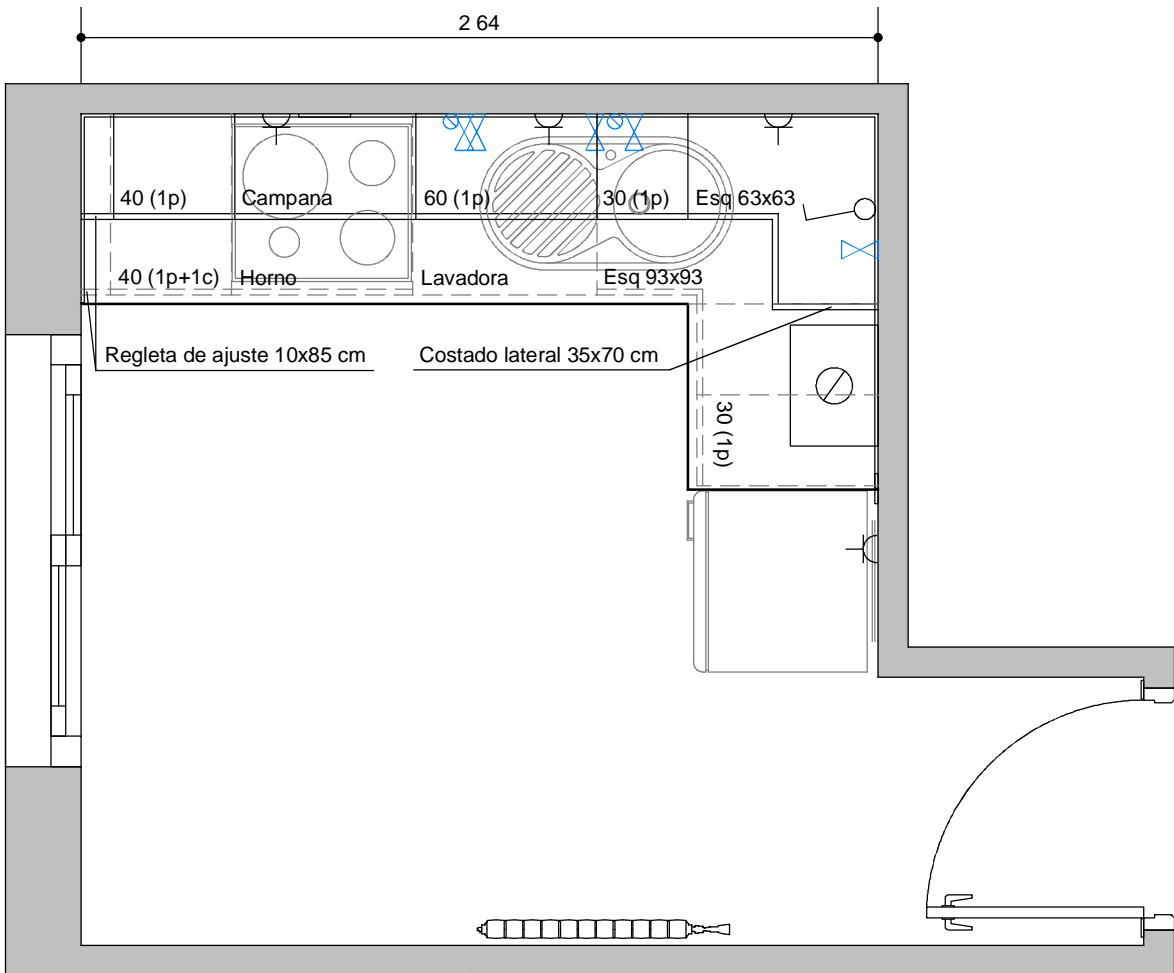 2 64
40 (1p)
Campana
60 (1p)
30 (1p)
Esq 63x63
40 (1p+1c)
Horno
Lavadora
Esq 93x93
Regleta de ajuste 10x85 cm
Costado lateral 35x70 cm
30 (1p)